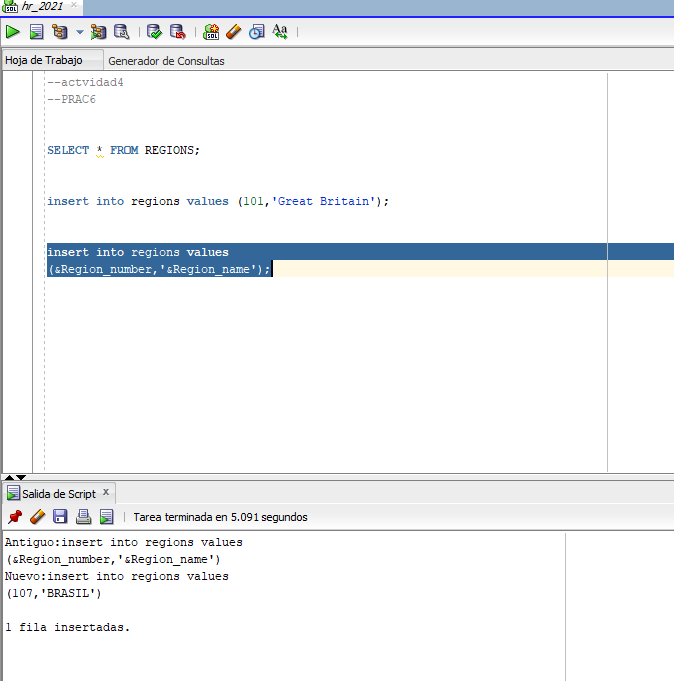 hr_2021
Hoja de Trabajo Generador de Consultas
--actvidad4
--PRAC6
SELECT * FROM REGIONS;
insert into regions values (101,'Great Britain');
insert into regions values
(&Region_number,'&Region_name');
Salida de Script x
Tarea terminada en 5.091 segundos
Antiguo:insert into regions values
(&Region_number,'&Region_name')
Nuevo:insert into regions values
(107,'BRASIL')
1 fila insertadas.